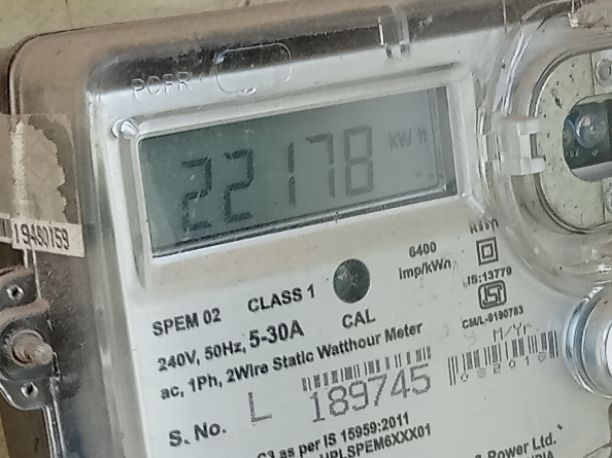 22178 kWh
19460159
6400
Imp/kWh
SPEM 02 CLASS 1
CAL
IS:13779
CM/L-9190783
240V, 50Hz, 5-30A
ac, 1Ph, 2Wire Static Watthour Meter
M/Yr.
S. No. L 189745
as per IS 15959:2011
Power Ltd.